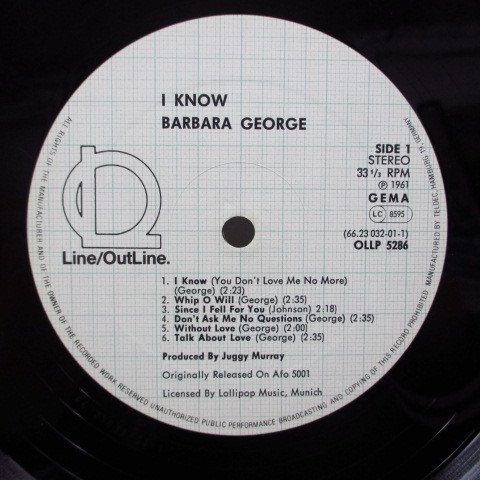 I KNOW
BARBARA GEORGE
SIDE 1
STEREO
33 1/3 RPM
Ⓟ 1961
GEMA
LC 8595
(66.23 032-01-1)
OLLP 5286
Line/OutLine.
1. I Know (You Don't Love Me No More)
(George) (2:23)
2. Whip O Will (George) (2:35)
3. Since I Fell For You (Johnson) 2:18)
4. Don't Ask Me No Questions (George) (2:35)
5. Without Love (George) (2:00)
6. Talk About Love (George) (2:35)
Produced By Juggy Murray
Originally Released On Afo 5001
Licensed By Lollipop Music, Munich
ALL RIGHTS OF THE MANUFACTURER AND OF THE OWNER OF THE RECORDED WORK RESERVED UNAUTHORIZED PUBLIC PERFORMANCE BROADCASTING AND COPYING OF THIS RECORD PROHIBITED MANUFACTURED BY TELDEC, HAMBURG 19, GERMANY